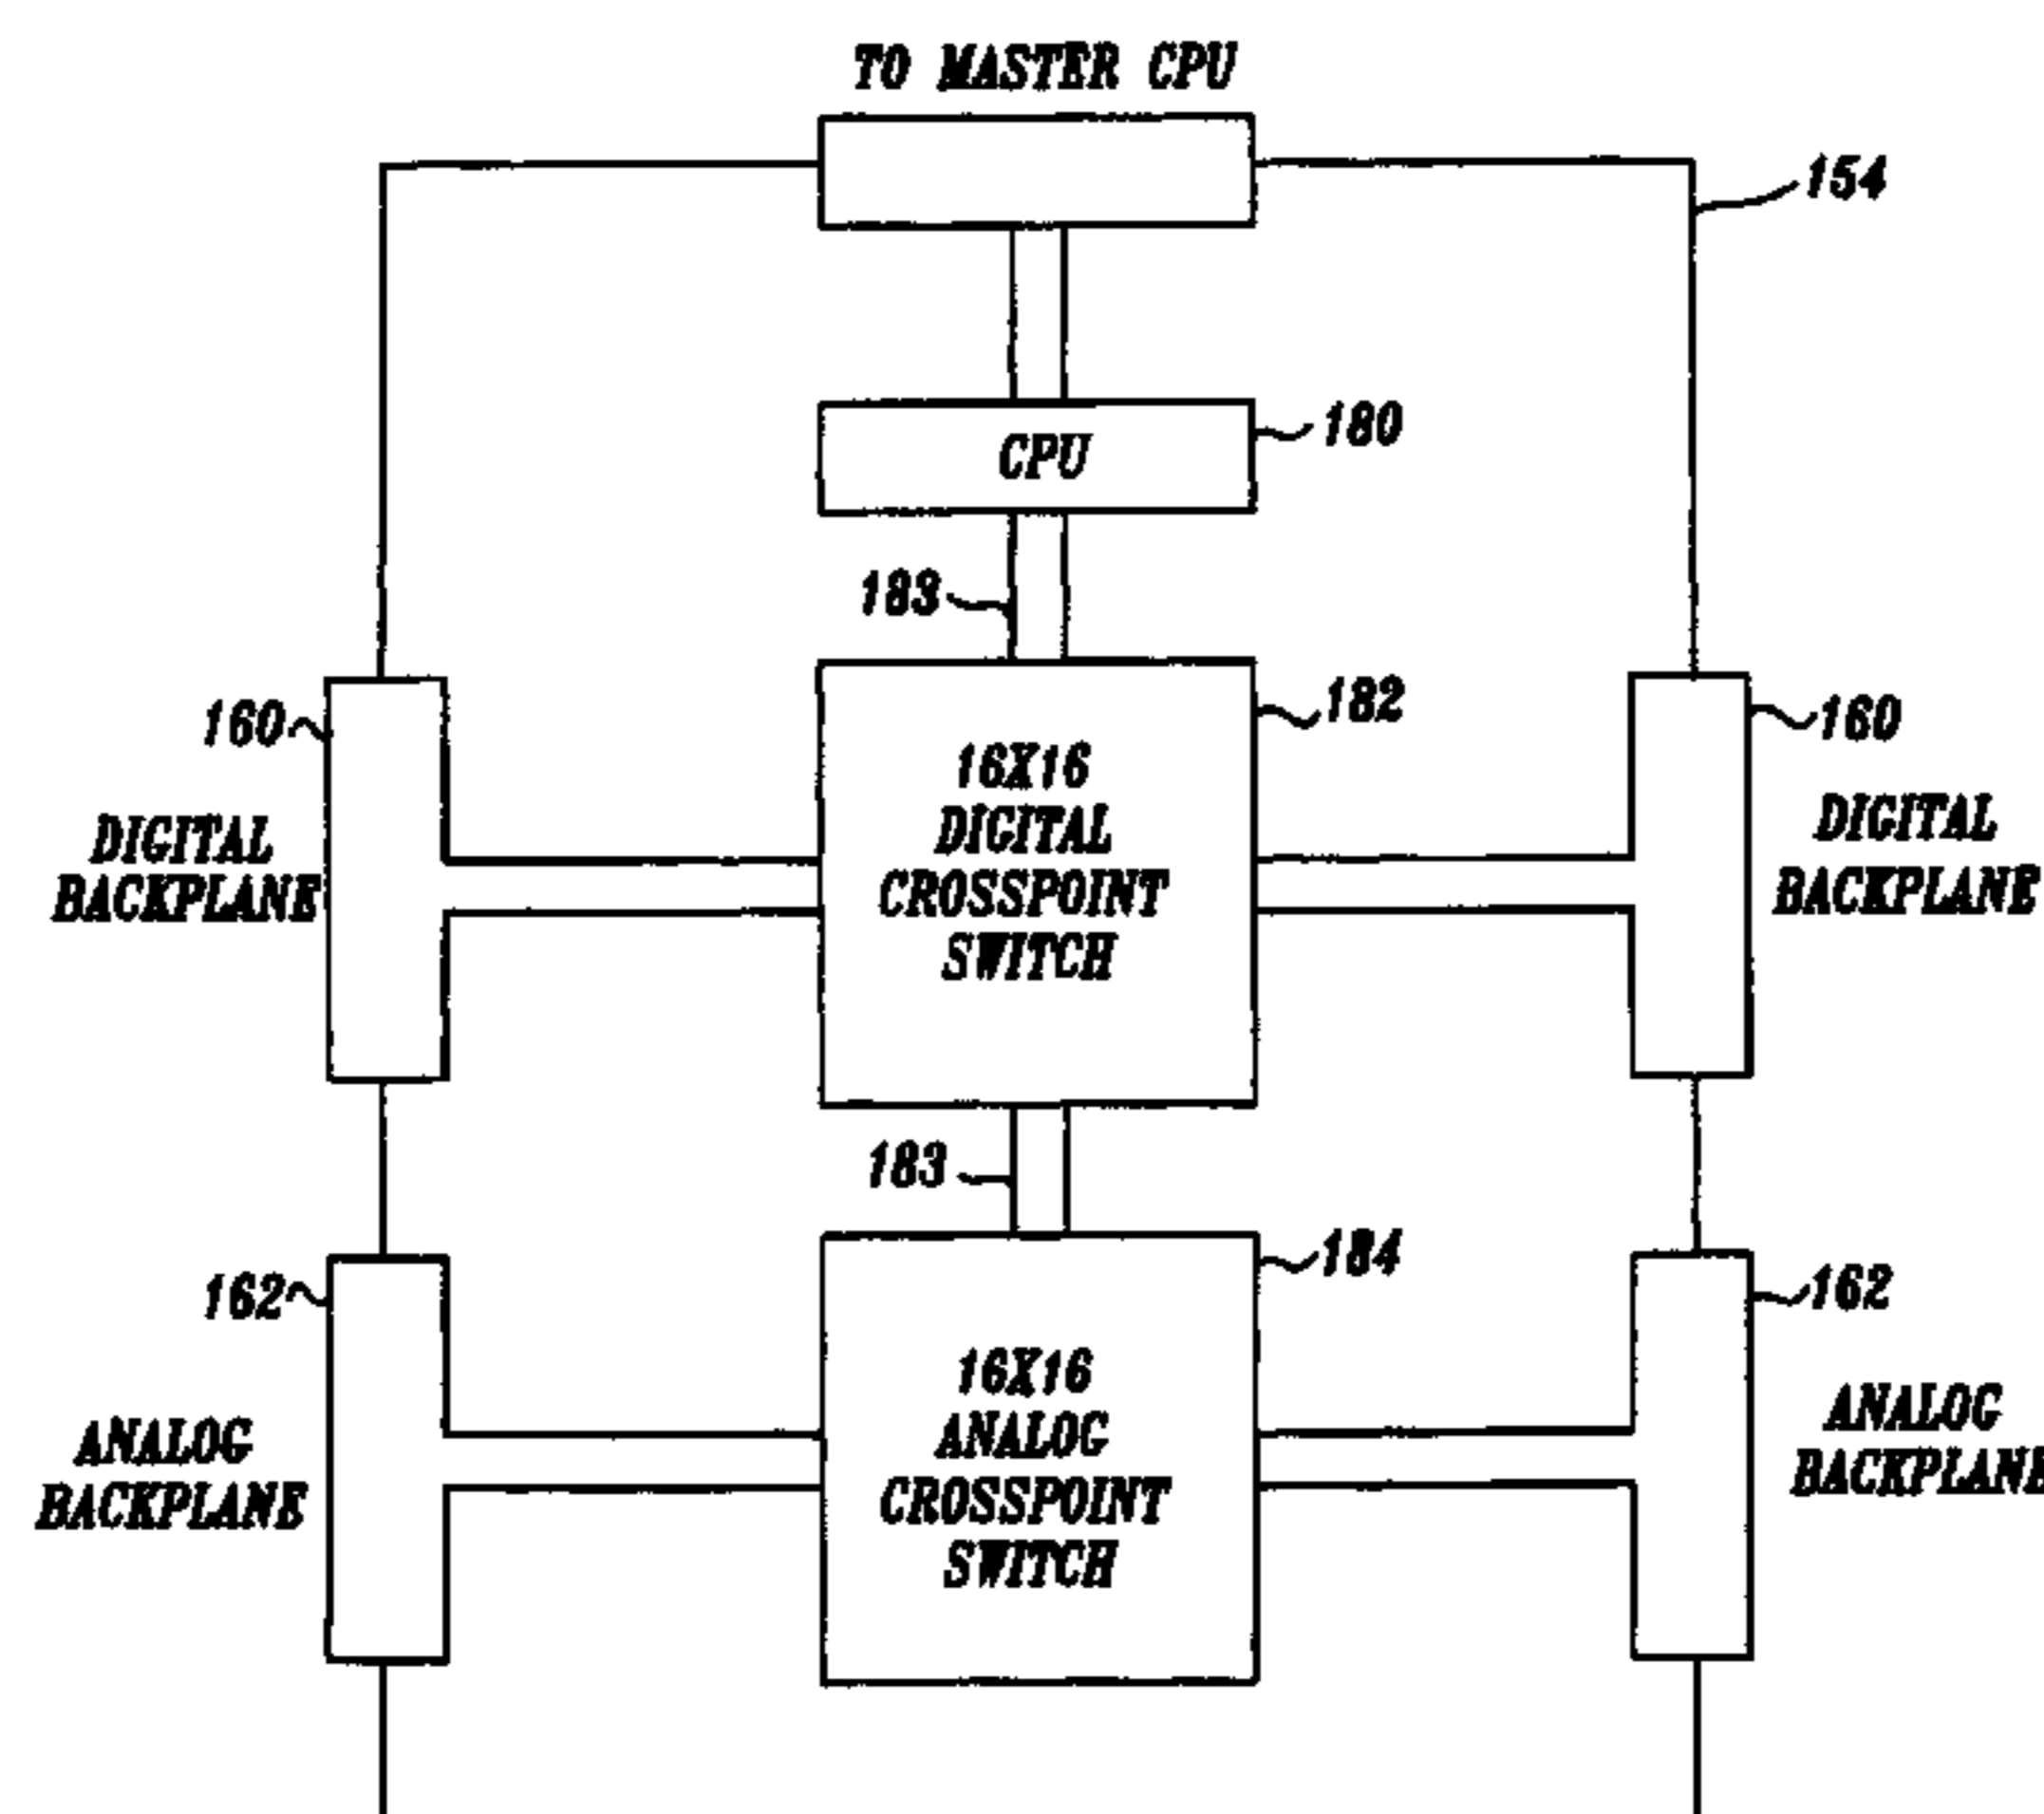 TO MASTER CPU
154
180
CPU
183
182
160
160
16X16
DIGITAL
CROSSPOINT
SWITCH
DIGITAL
BACKPLANE
DIGITAL
BACKPLANE
183
184
162
162
16X16
ANALOG
CROSSPOINT
SWITCH
ANALOG
BACKPLANE
ANALOG
BACKPLANE